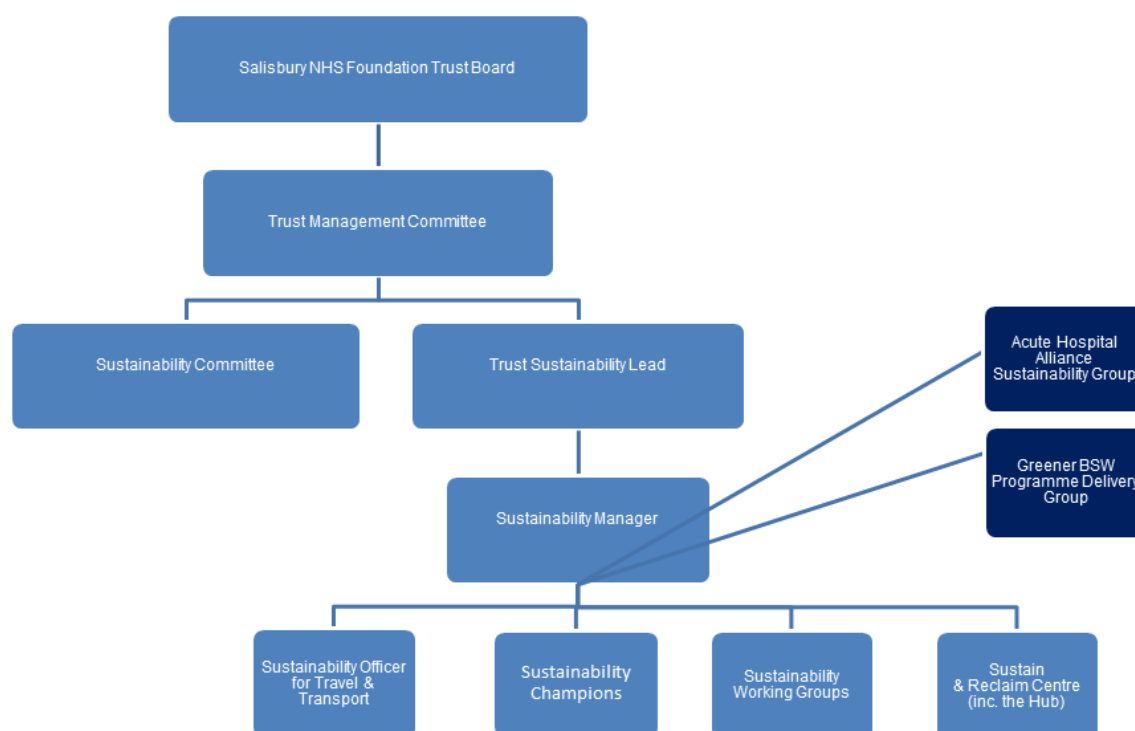 Salisbury NHS Foundation Trust Board
Trust Management Committee
Sustainability Committee
Trust Sustainability Lead
Acute Hospital
Alliance
Sustainability Group
Greener BSW
Programme Delivery
Group
Sustainability Manager
Sustainability Officer
for Travel &
Transport
Sustainability
Champions
Sustainability
Working Groups
Sustain
& Reclaim Centre
(inc. the Hub)